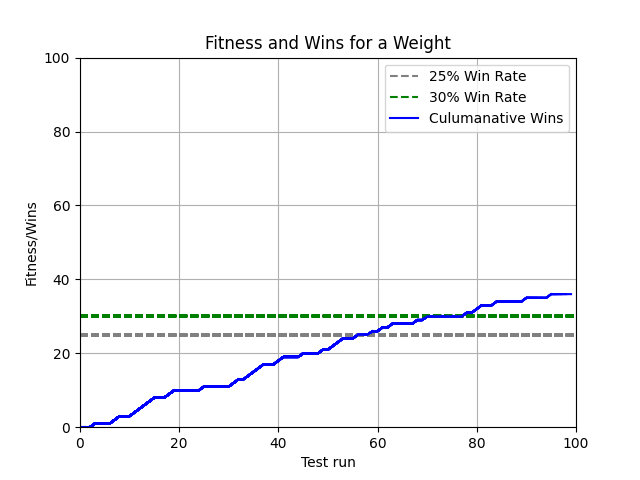 Fitness and Wins for a Weight
100
80
60
40
20
0
Fitness/Wins
25% Win Rate
30% Win Rate
Culumanative Wins
0 20 40 60 80 100
Test run